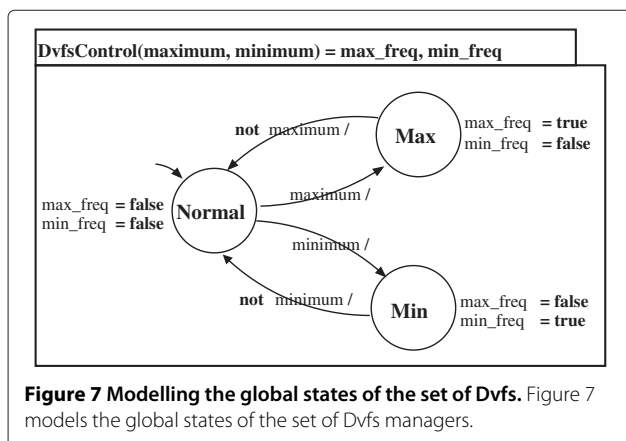 DvfsControl(maximum, minimum) = max_freq, min_freq
not maximum /
Max
max_freq = true
min_freq = false
maximum /
max_freq = false
min_freq = false
Normal
minimum /
not minimum /
Min
max_freq = false
min_freq = true
Figure 7 Modelling the global states of the set of Dvfs. Figure 7
models the global states of the set of Dvfs managers.